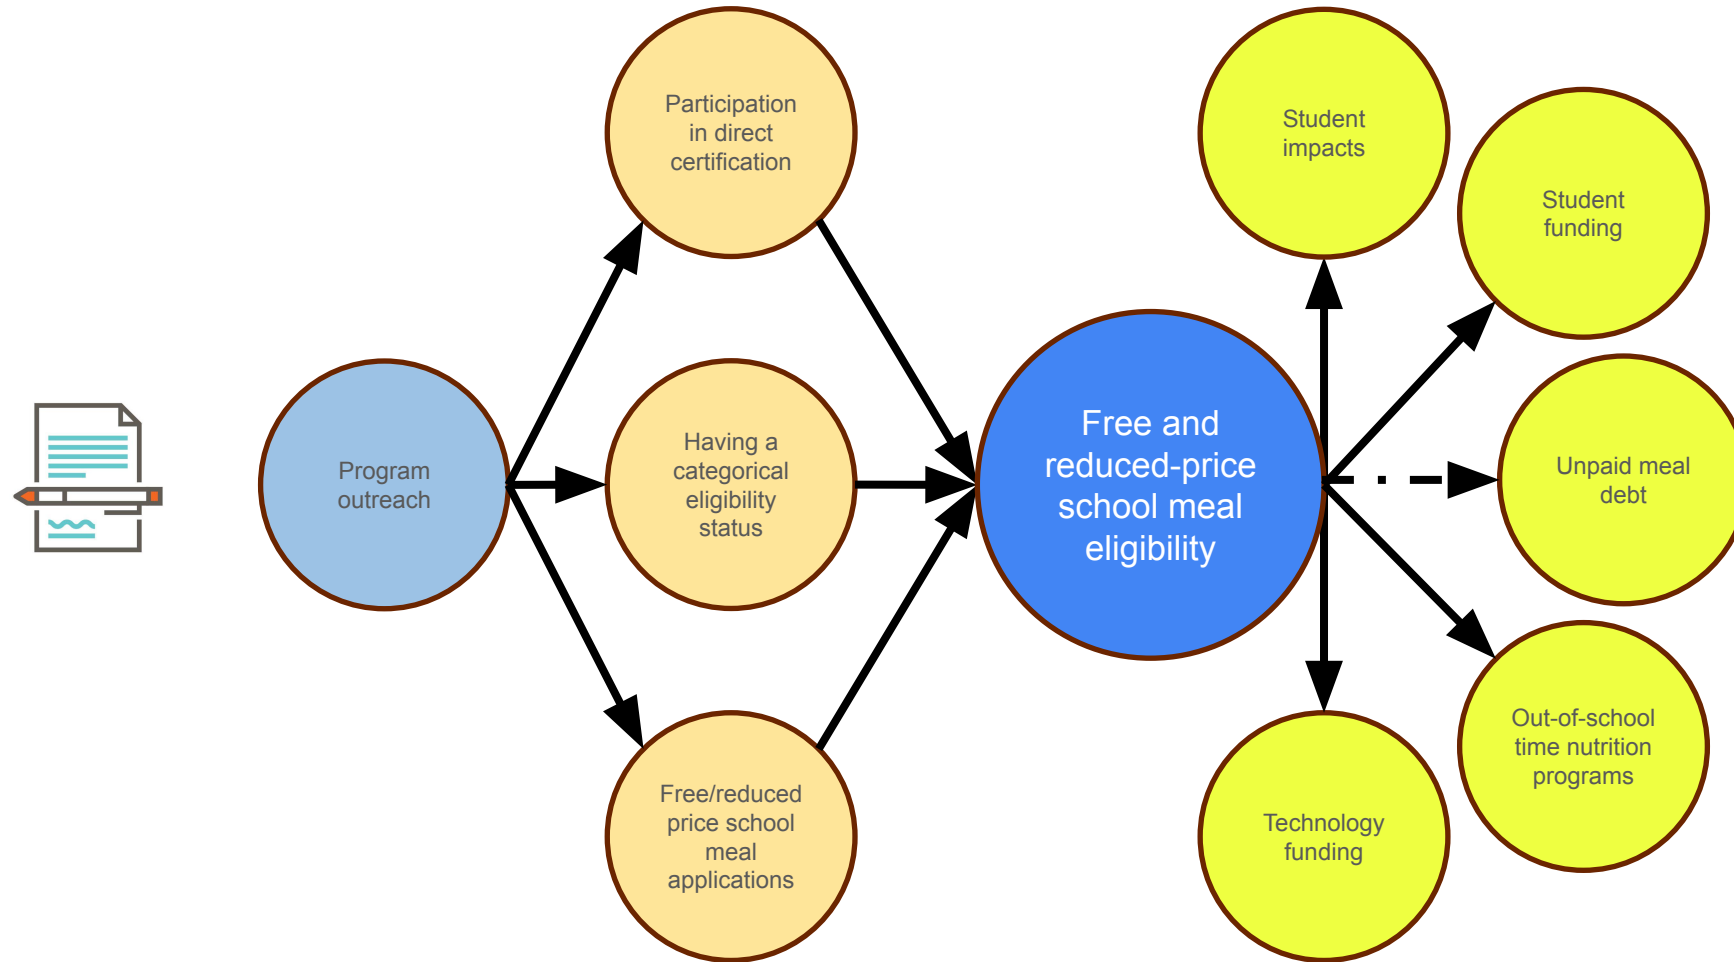 Program
outreach
Participation
in direct
certification
Having a
categorical
eligibility
status
Free/reduced
price school
meal
applications
Free and
reduced-price
school meal
eligibility
Student
impacts
Student
funding
Unpaid meal
debt
Out-of-school
time nutrition
programs
Technology
funding